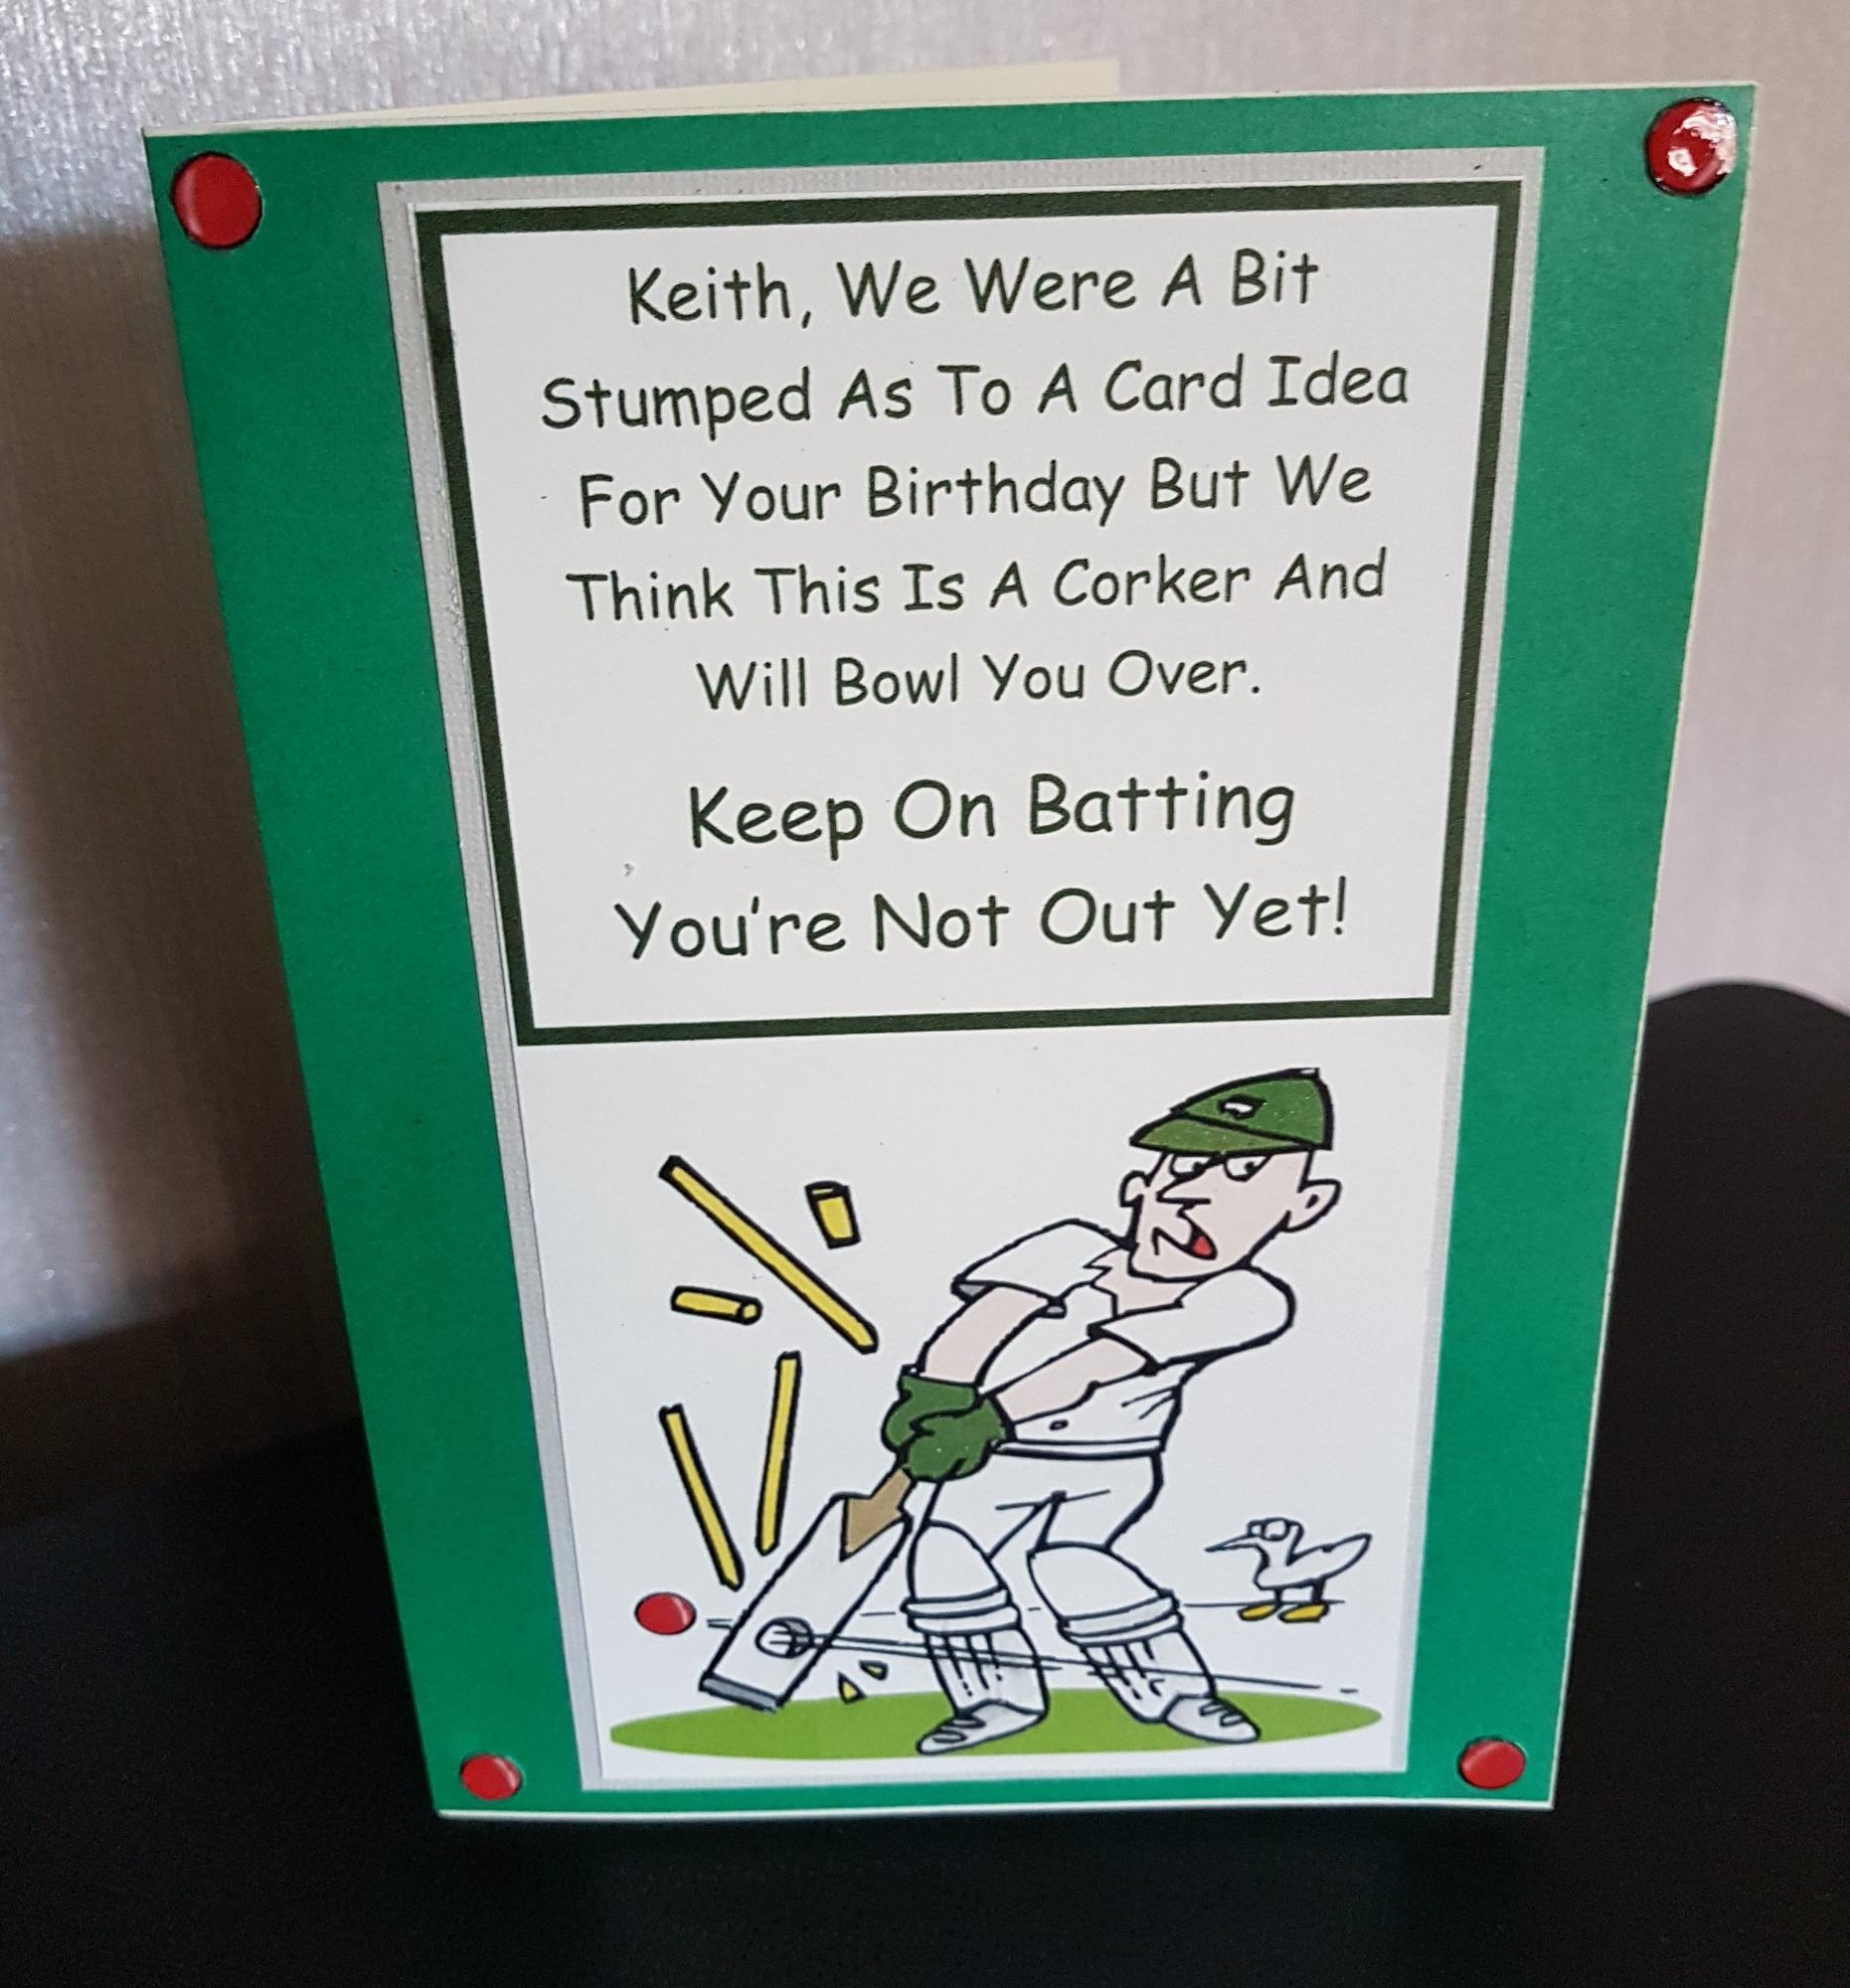 Keith, We Were A Bit
Stumped As To A Card Idea
For Your Birthday But We
Think This Is A Corker And
Will Bowl You Over.
Keep On Batting
You're Not Out Yet!